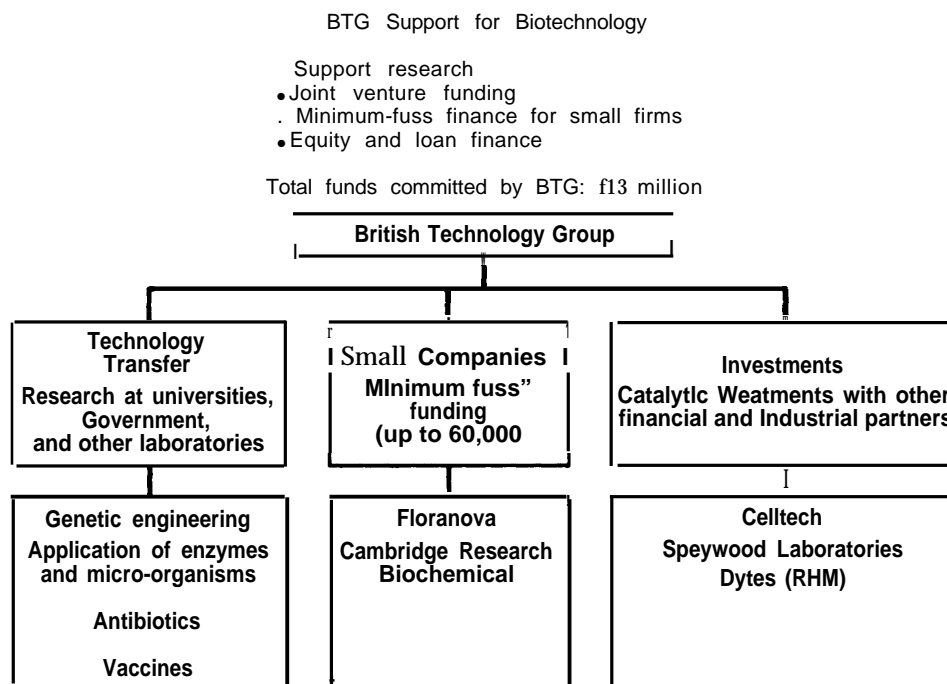 BTG Support for Biotechnology
Support research
•Joint venture funding
. Minimum-fuss finance for small firms
•Equity and loan finance
Total funds committed by BTG: f13 million
British Technology Group
Technology
Transfer
Research at universities,
Government,
and other laboratories
Small Companies
MInimum fuss”
funding
(up to 60,000
Investments
CatalytIc Weatments with other
financial and Industrial partners
Genetic engineering
Application of enzymes
and micro-organisms
Antibiotics
Vaccines
Floranova
Cambridge Research
Biochemical
Celltech
Speywood Laboratories
Dytes (RHM)